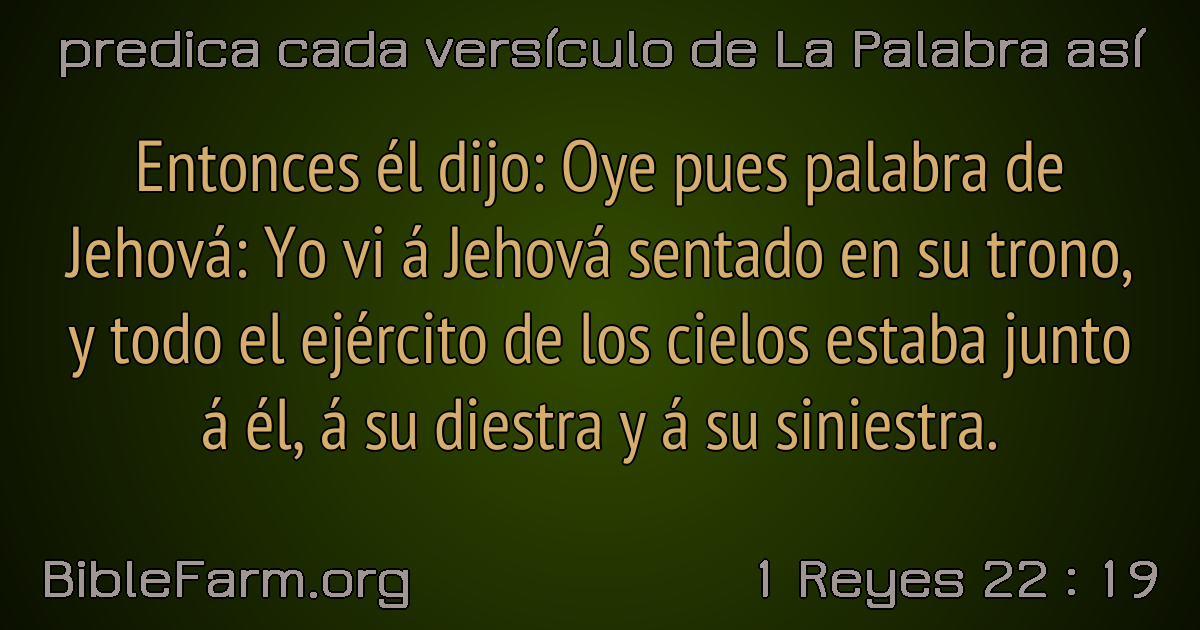 predica cada versículo de La Palabra así
Entonces él dijo: Oye pues palabra de
Jehová: Yo vi á Jehová sentado en su trono,
y todo el ejército de los cielos estaba junto
á él, á su diestra y á su siniestra.
BibleFarm.org
1 Reyes 22 : 19